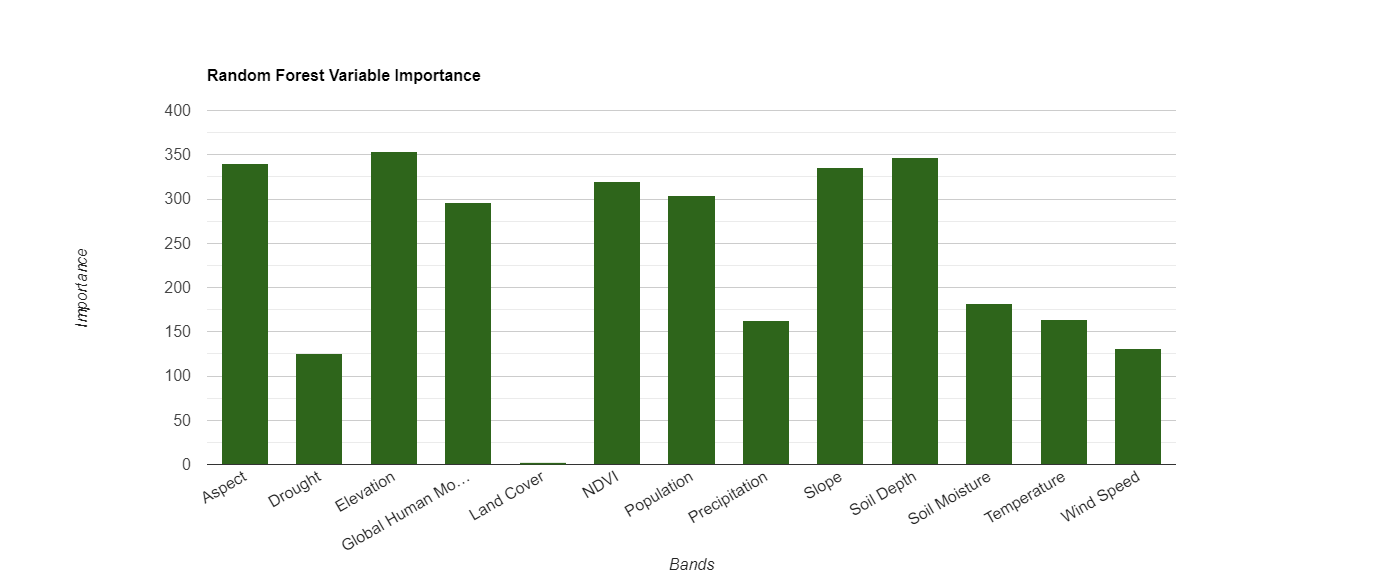 Random Forest Variable Importance
400
350
300
250
200
150
100
50
0
Importance
Aspect
Drought
Elevation
Global Human Mo…
Land Cover
NDVI
Population
Precipitation
Slope
Soil Depth
Soil Moisture
Temperature
Wind Speed
Bands